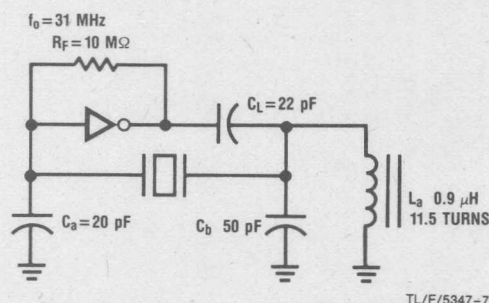 f₀=31 MHz
R_F=10 MΩ
C_L=22 pF
L_a 0.9 μH
11.5 TURNS
C_a=20 pF
C_b 50 pF
TL/F/5347–7